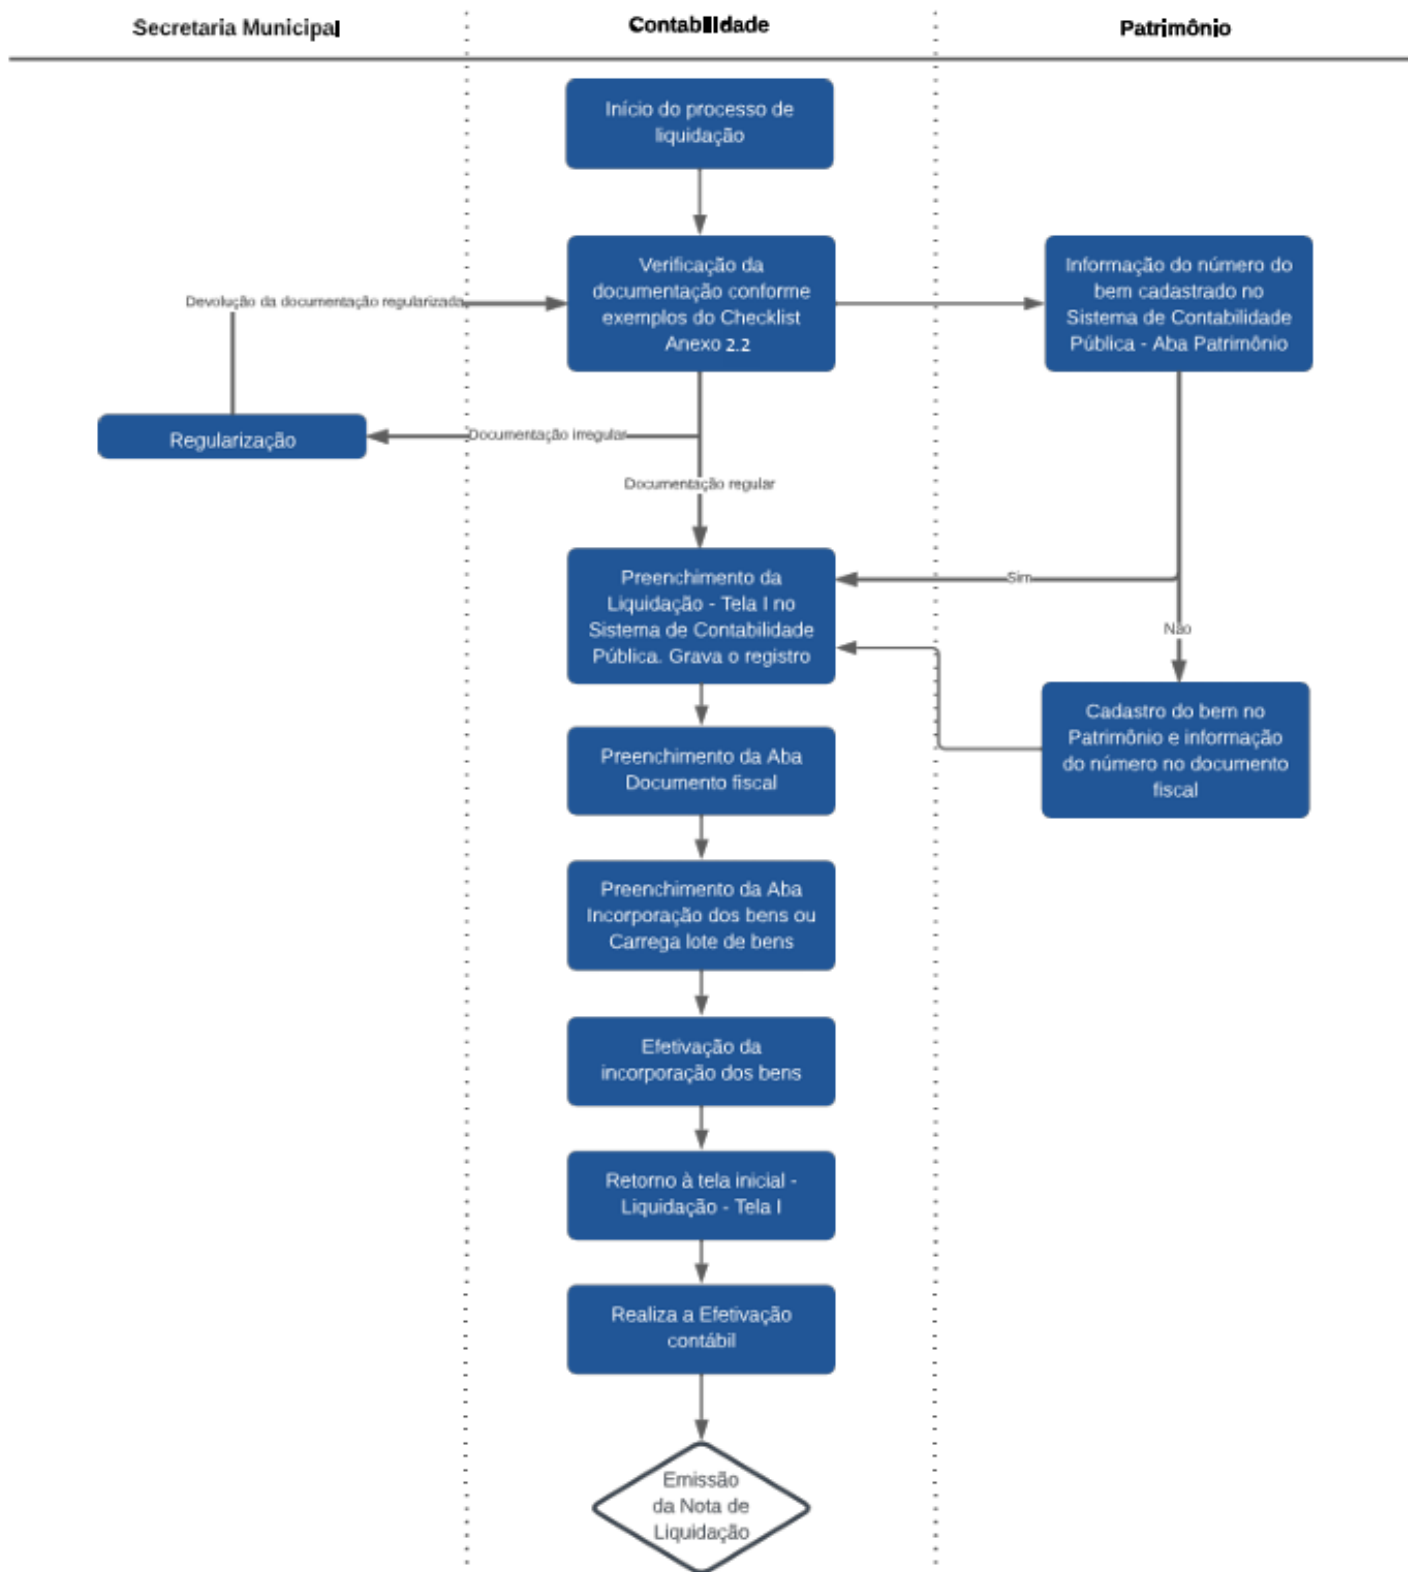 Secretaria Municipal
Contabilidade
Patrimônio
Início do processo de
liquidação
Verificação da
documentação conforme
exemplos do Checklist
Anexo 2.2
Informação do número do
bem cadastrado no
Sistema de Contabilidade
Pública - Aba Patrimônio
Devolução da documentação regularizada
Regularização
Documentação irregular
Documentação regular
Preenchimento da
Liquidação - Tela I no
Sistema de Contabilidade
Pública. Grava o registro
Sim
Não
Cadastro do bem no
Patrimônio e informação
do número no documento
fiscal
Preenchimento da Aba
Documento fiscal
Preenchimento da Aba
Incorporação dos bens ou
Carrega lote de bens
Efetivação da
incorporação dos bens
Retorno à tela inicial -
Liquidação - Tela I
Realiza a Efetivação
contábil
Emissão
da Nota de
Liquidação